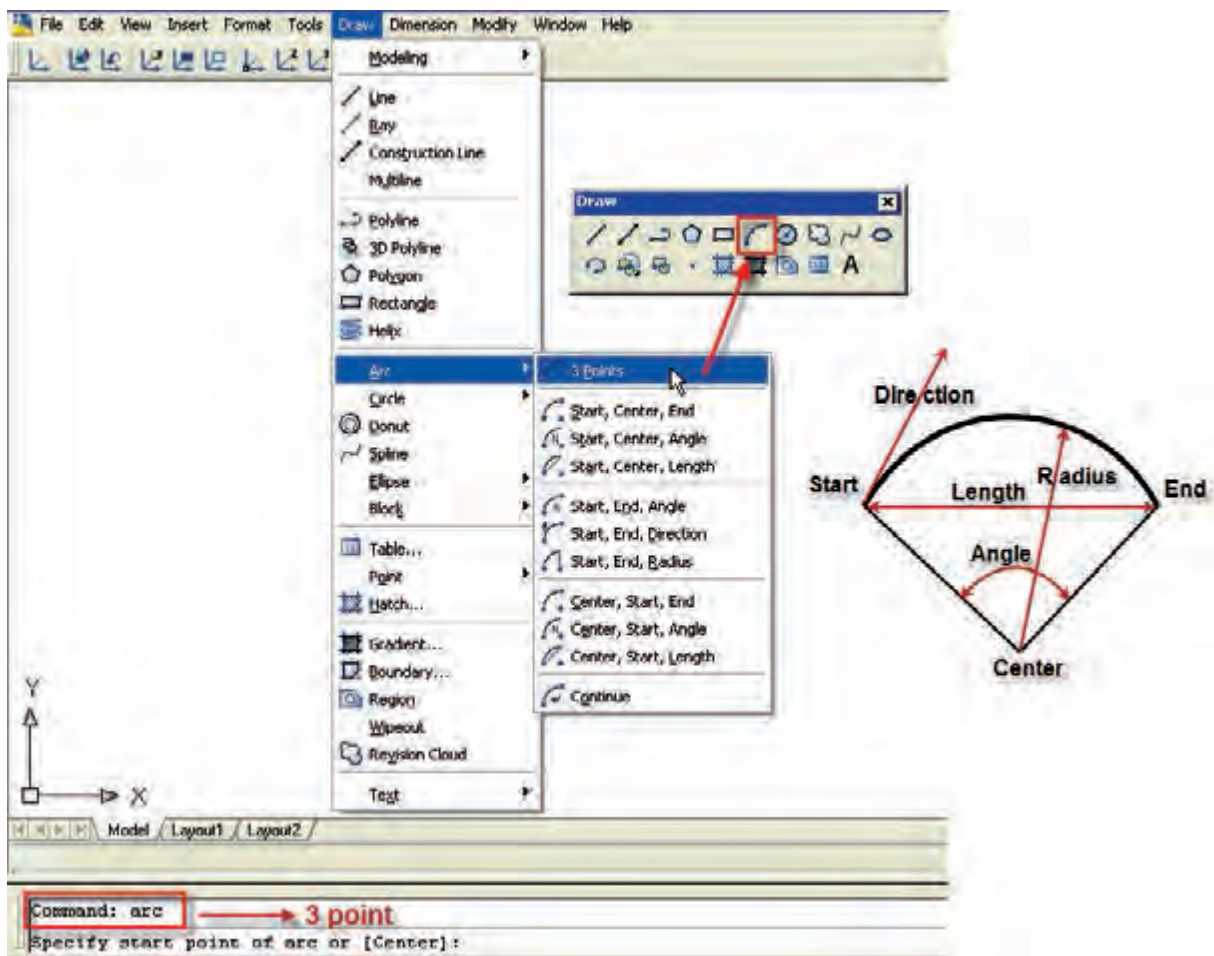 File Edit View Insert Format Tools Draw Dimension Modify Window Help
Modeling
Line
Ray
Construction Line
Multiline
Polyline
3D Polyline
Polygon
Rectangle
Helix
Arc
Circle
Donut
Spline
Ellipse
Block
Table...
Point
Hatch...
Gradient...
Boundary...
Region
Wipeout
Revision Cloud
Text
3 Points
Start, Center, End
Start, Center, Angle
Start, Center, Length
Start, End, Angle
Start, End, Direction
Start, End, Radius
Center, Start, End
Center, Start, Angle
Center, Start, Length
Continue
Draw
A
Direction
Start
Length
Radius
End
Angle
Center
Y
X
Model Layout1 Layout2
Command: arc
3 point
Specify start point of arc or [Center]: